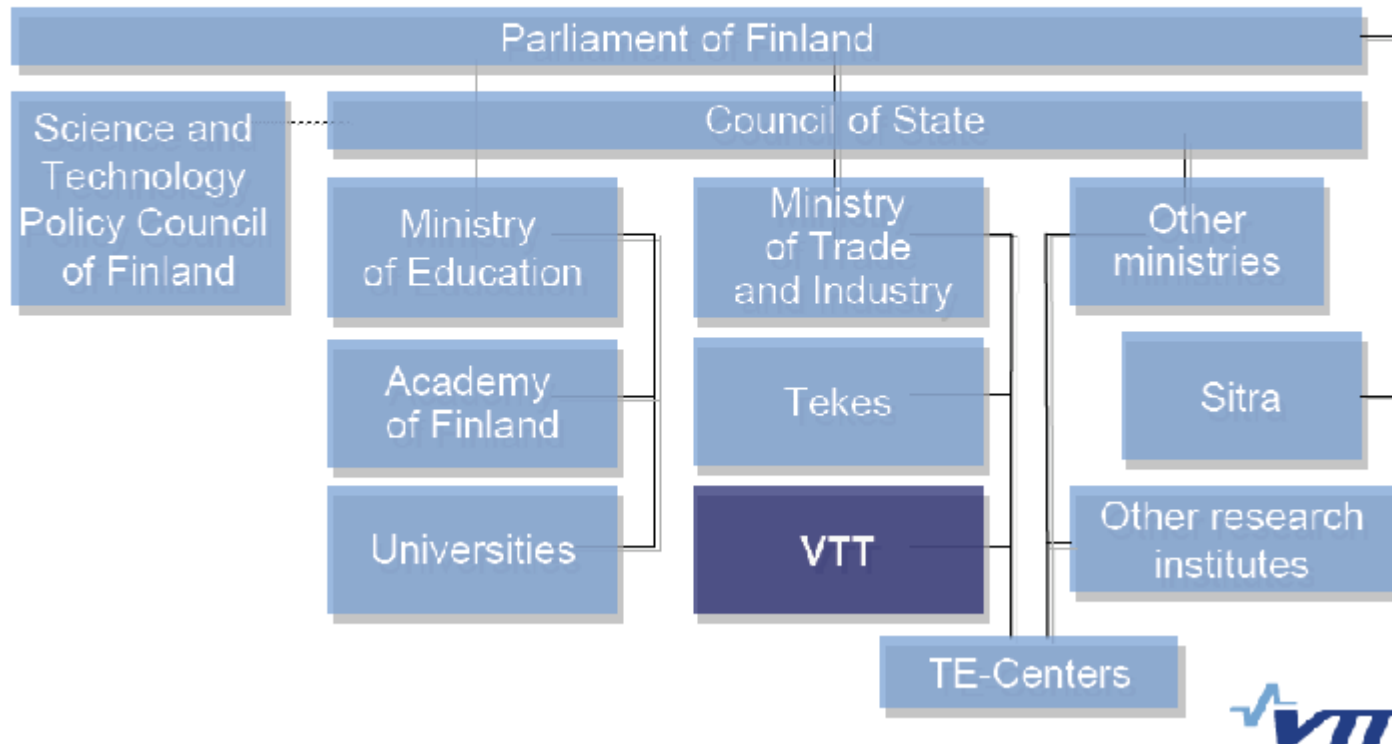 Parliament of Finland
Science and
Technology
Policy Council
of Finland
Council of State
Ministry
of Education
Ministry
of Trade
and Industry
Other
ministries
Academy
of Finland
Tekes
Sitra
Universities
VTT
Other research
institutes
TE-Centers
VTT